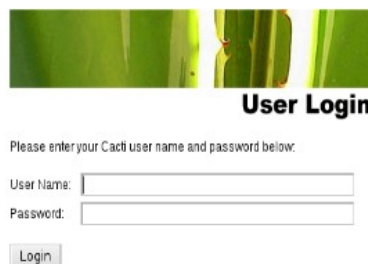 User Login
Please enter your Cacti user name and password below:
User Name:
Password:
Login